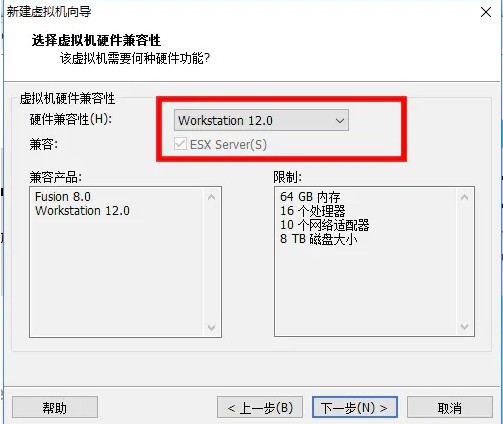 新建虚拟机向导
选择虚拟机硬件兼容性
该虚拟机需要何种硬件功能?
虚拟机硬件兼容性
硬件兼容性(H): Workstation 12.0
兼容: ESX Server(S)
兼容产品:
Fusion 8.0
Workstation 12.0
限制:
64 GB 内存
16 个处理器
10 个网络适配器
8 TB 磁盘大小
帮助 < 上一步(B) 下一步(N) > 取消